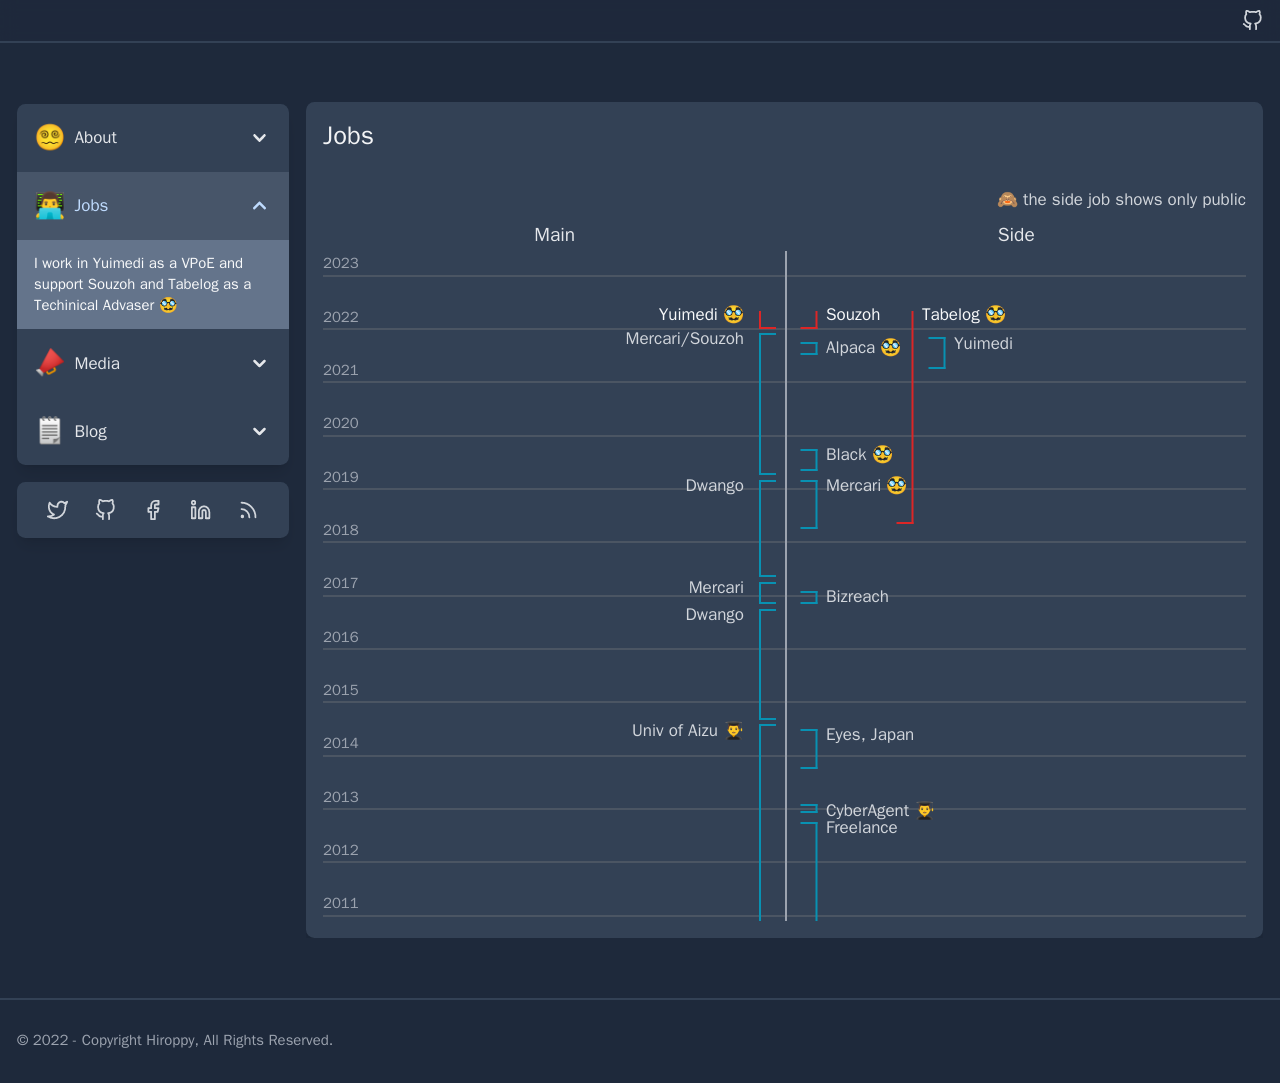 About
Jobs
I work in Yuimedi as a VPoE and
support Souzoh and Tabelog as a
Techinical Advaser 🥸
Media
Blog
Jobs
🙈 the side job shows only public
Main
Side
2023
2022
Yuimedi 🥸
Souzoh
Tabelog 🥸
Mercari/Souzoh
Alpaca 🥸
Yuimedi
2021
2020
Black 🥸
2019
Dwango
Mercari 🥸
2018
2017
Mercari
Bizreach
Dwango
2016
2015
Univ of Aizu 👨‍🎓
Eyes, Japan
2014
2013
CyberAgent 👨‍🎓
Freelance
2012
2011
© 2022 - Copyright Hiroppy, All Rights Reserved.